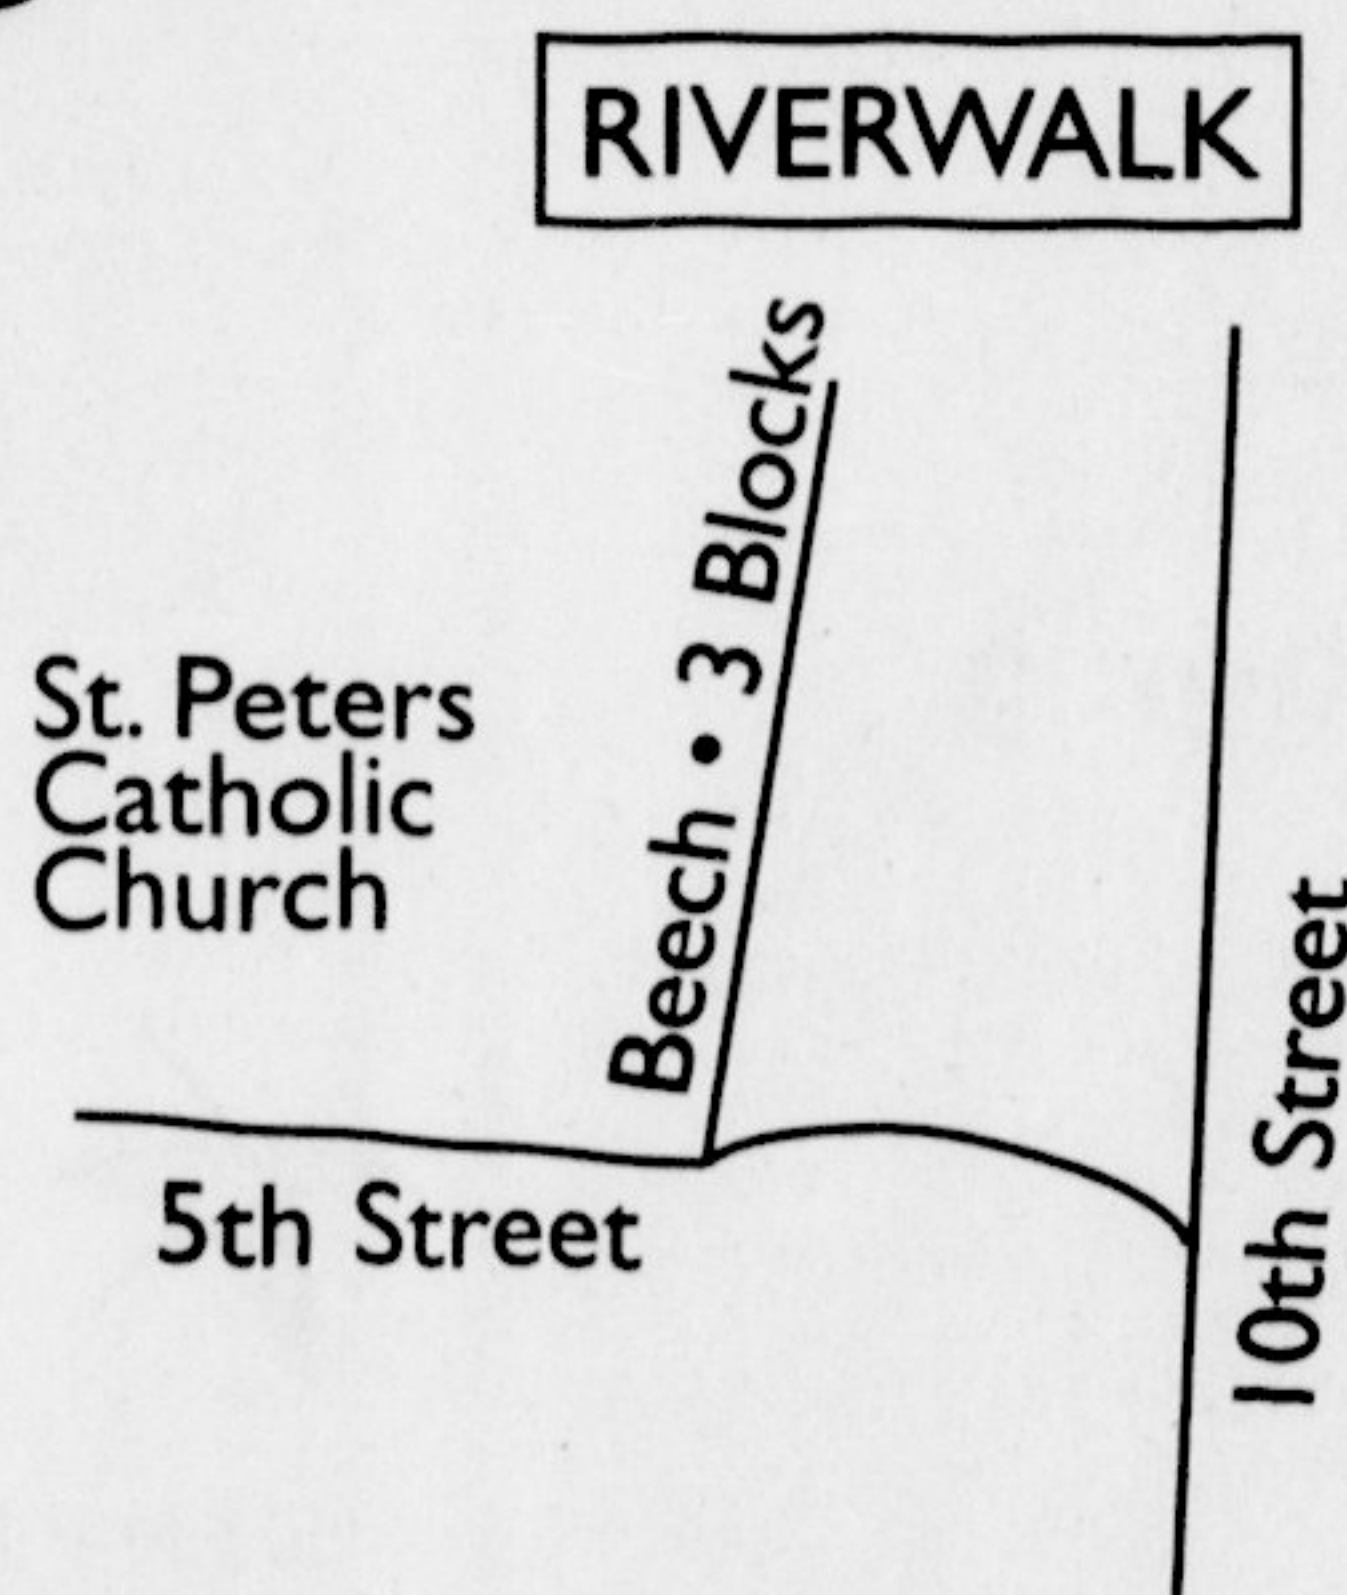 RIVERWALK
Beech • 3 Blocks
St. Peters
Catholic
Church
5th Street
10th Street